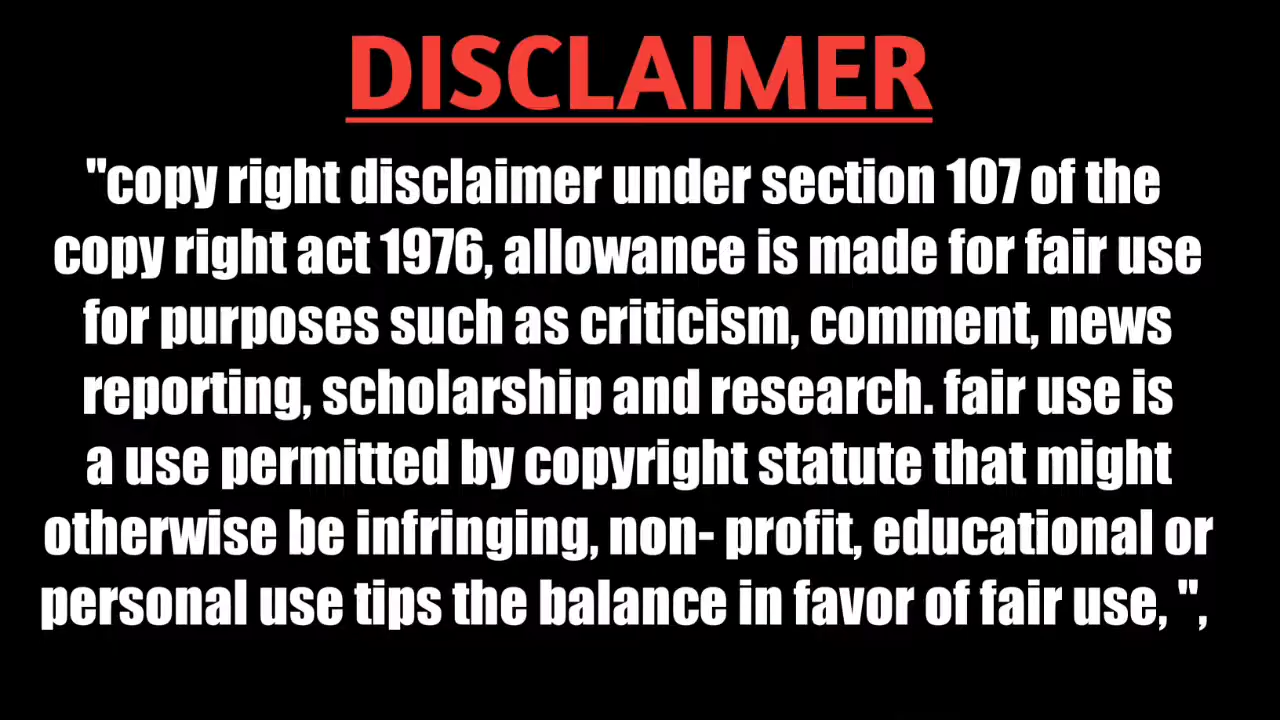 DISCLAIMER
"copy right disclaimer under section 107 of the
copy right act 1976, allowance is made for fair use
for purposes such as criticism, comment, news
reporting, scholarship and research. fair use is
a use permitted by copyright statute that might
otherwise be infringing, non- profit, educational or
personal use tips the balance in favor of fair use, ",